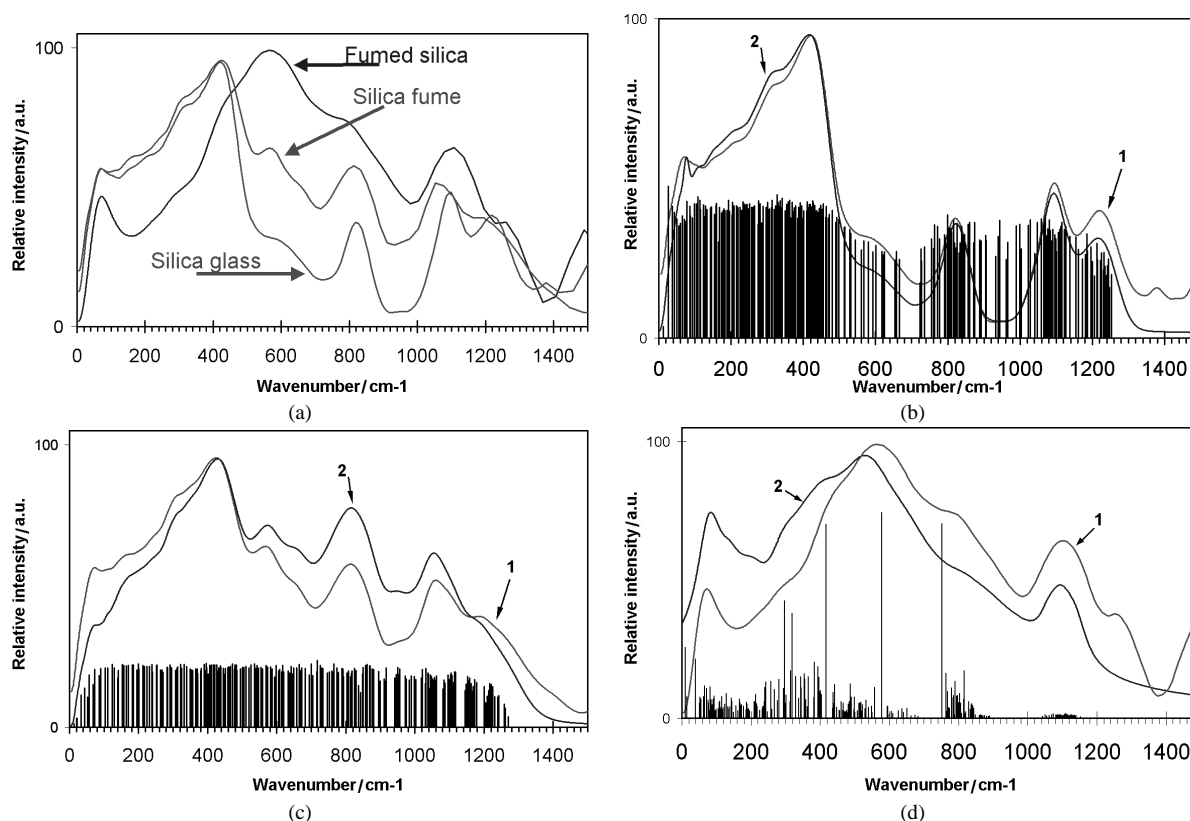 100
Relative intensity/a.u.
Fumed silica
Silica fume
Silica glass
0
0 200 400 600 800 1000 1200 1400
Wavenumber/cm-1
(a)
100
Relative intensity/a.u.
2
1
0
0 200 400 600 800 1000 1200 1400
Wavenumber/cm-1
(b)
100
Relative intensity/a.u.
2
1
0
0 200 400 600 800 1000 1200 1400
Wavenumber/cm-1
(c)
100
Relative intensity/a.u.
2
1
0
0 200 400 600 800 1000 1200 1400
Wavenumber/cm-1
(d)